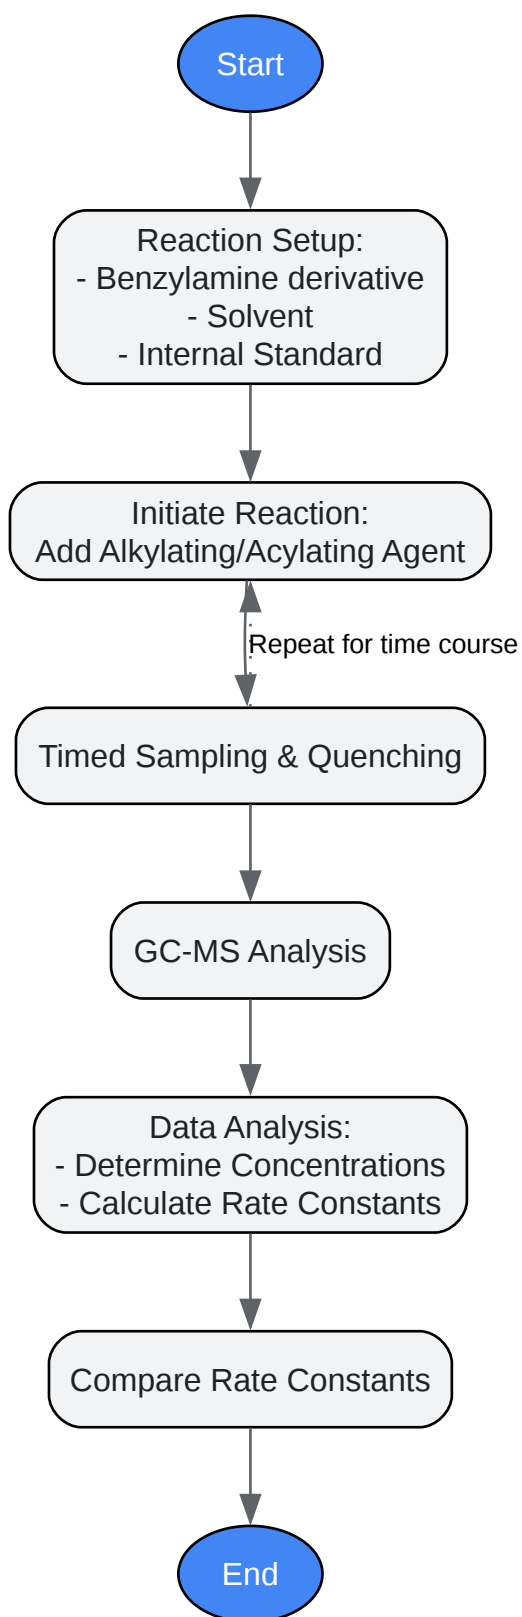 Start
Reaction Setup:
- Benzylamine derivative
- Solvent
- Internal Standard
Initiate Reaction:
Add Alkylating/Acylating Agent
Repeat for time course
Timed Sampling & Quenching
GC-MS Analysis
Data Analysis:
- Determine Concentrations
- Calculate Rate Constants
Compare Rate Constants
End